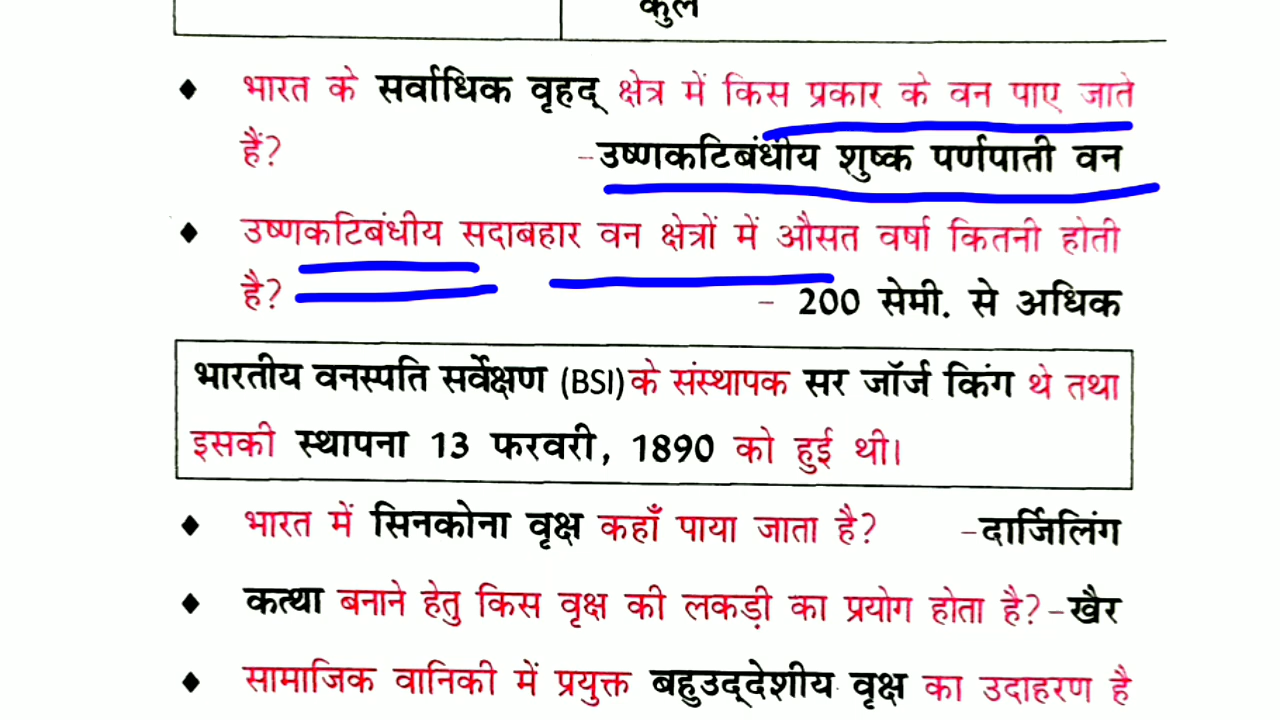 कुल
♦ भारत के सर्वाधिक वृहद् क्षेत्र में किस प्रकार के वन पाए जाते
हैं? -उष्णकटिबंधीय शुष्क पर्णपाती वन
♦ उष्णकटिबंधीय सदाबहार वन क्षेत्रों में औसत वर्षा कितनी होती
है? - 200 सेमी. से अधिक
भारतीय वनस्पति सर्वेक्षण (BSI) के संस्थापक सर जॉर्ज किंग थे तथा
इसकी स्थापना 13 फरवरी, 1890 को हुई थी।
♦ भारत में सिनकोना वृक्ष कहाँ पाया जाता है? -दार्जिलिंग
♦ कत्था बनाने हेतु किस वृक्ष की लकड़ी का प्रयोग होता है? -खैर
♦ सामाजिक वानिकी में प्रयुक्त बहुउद्देशीय वृक्ष का उदाहरण है